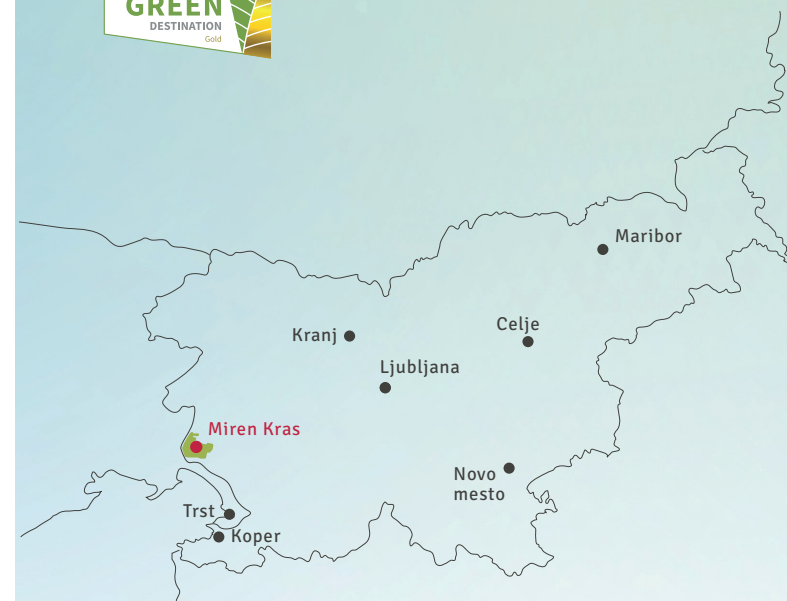 GREEN
DESTINATION
Gold
Maribor
Celje
Kranj
Ljubljana
Miren Kras
Novo
mesto
Trst
Koper